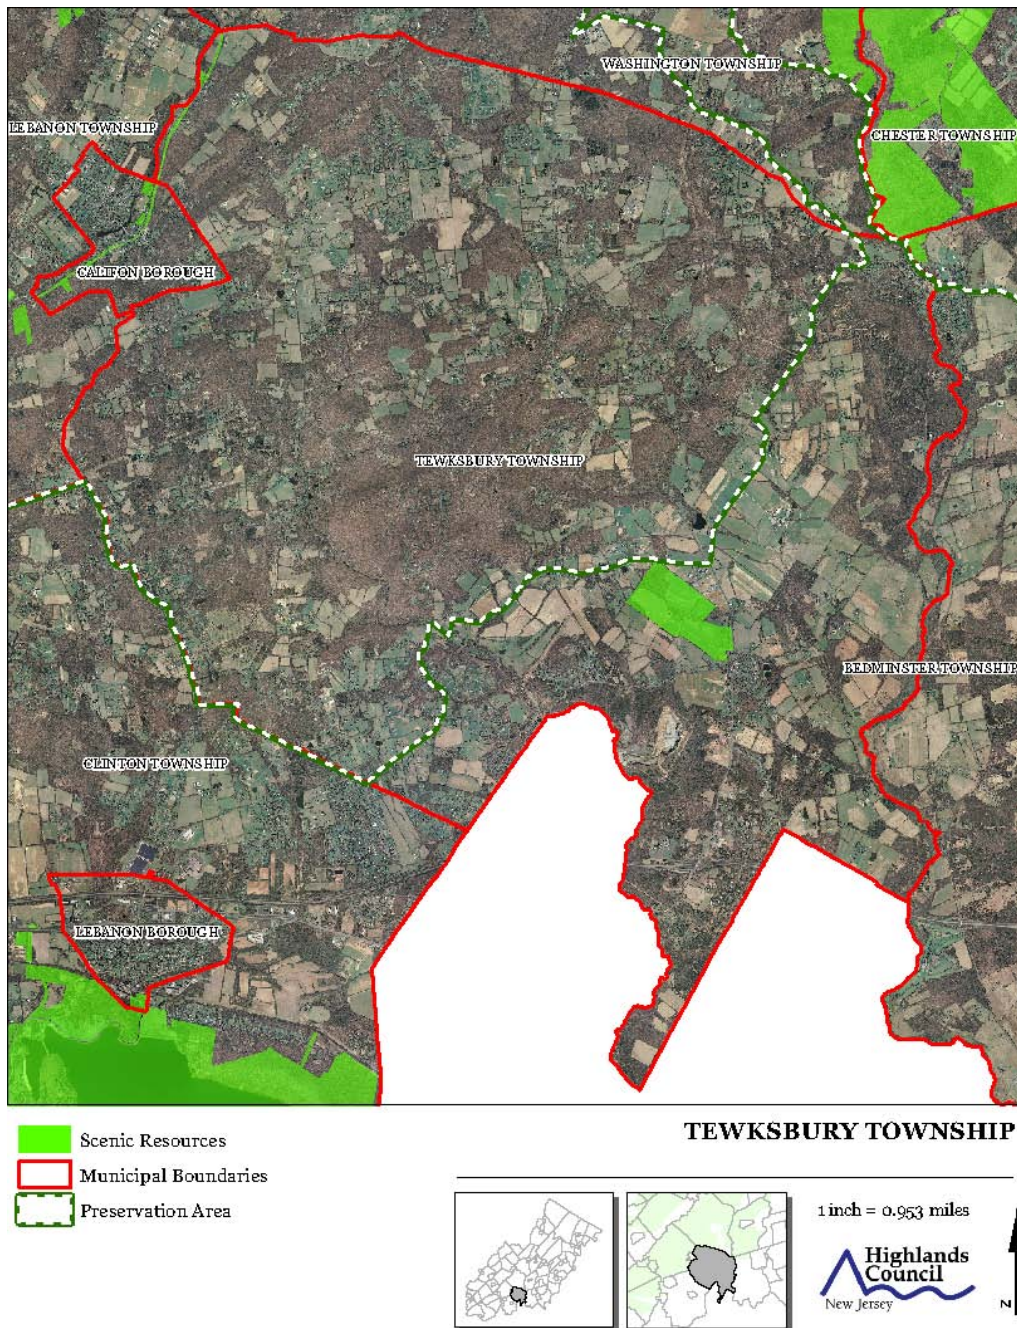 WASHINGTON TOWNSHIP
LEBANON TOWNSHIP
CHESTER TOWNSHIP
CALIFON BOROUGH
TEWKSBURY TOWNSHIP
BEDMINSTER TOWNSHIP
CLINTON TOWNSHIP
LEBANON BOROUGH
TEWKSBURY TOWNSHIP
Scenic Resources
Municipal Boundaries
Preservation Area
1 inch = 0.953 miles
Highlands
Council
New Jersey
N